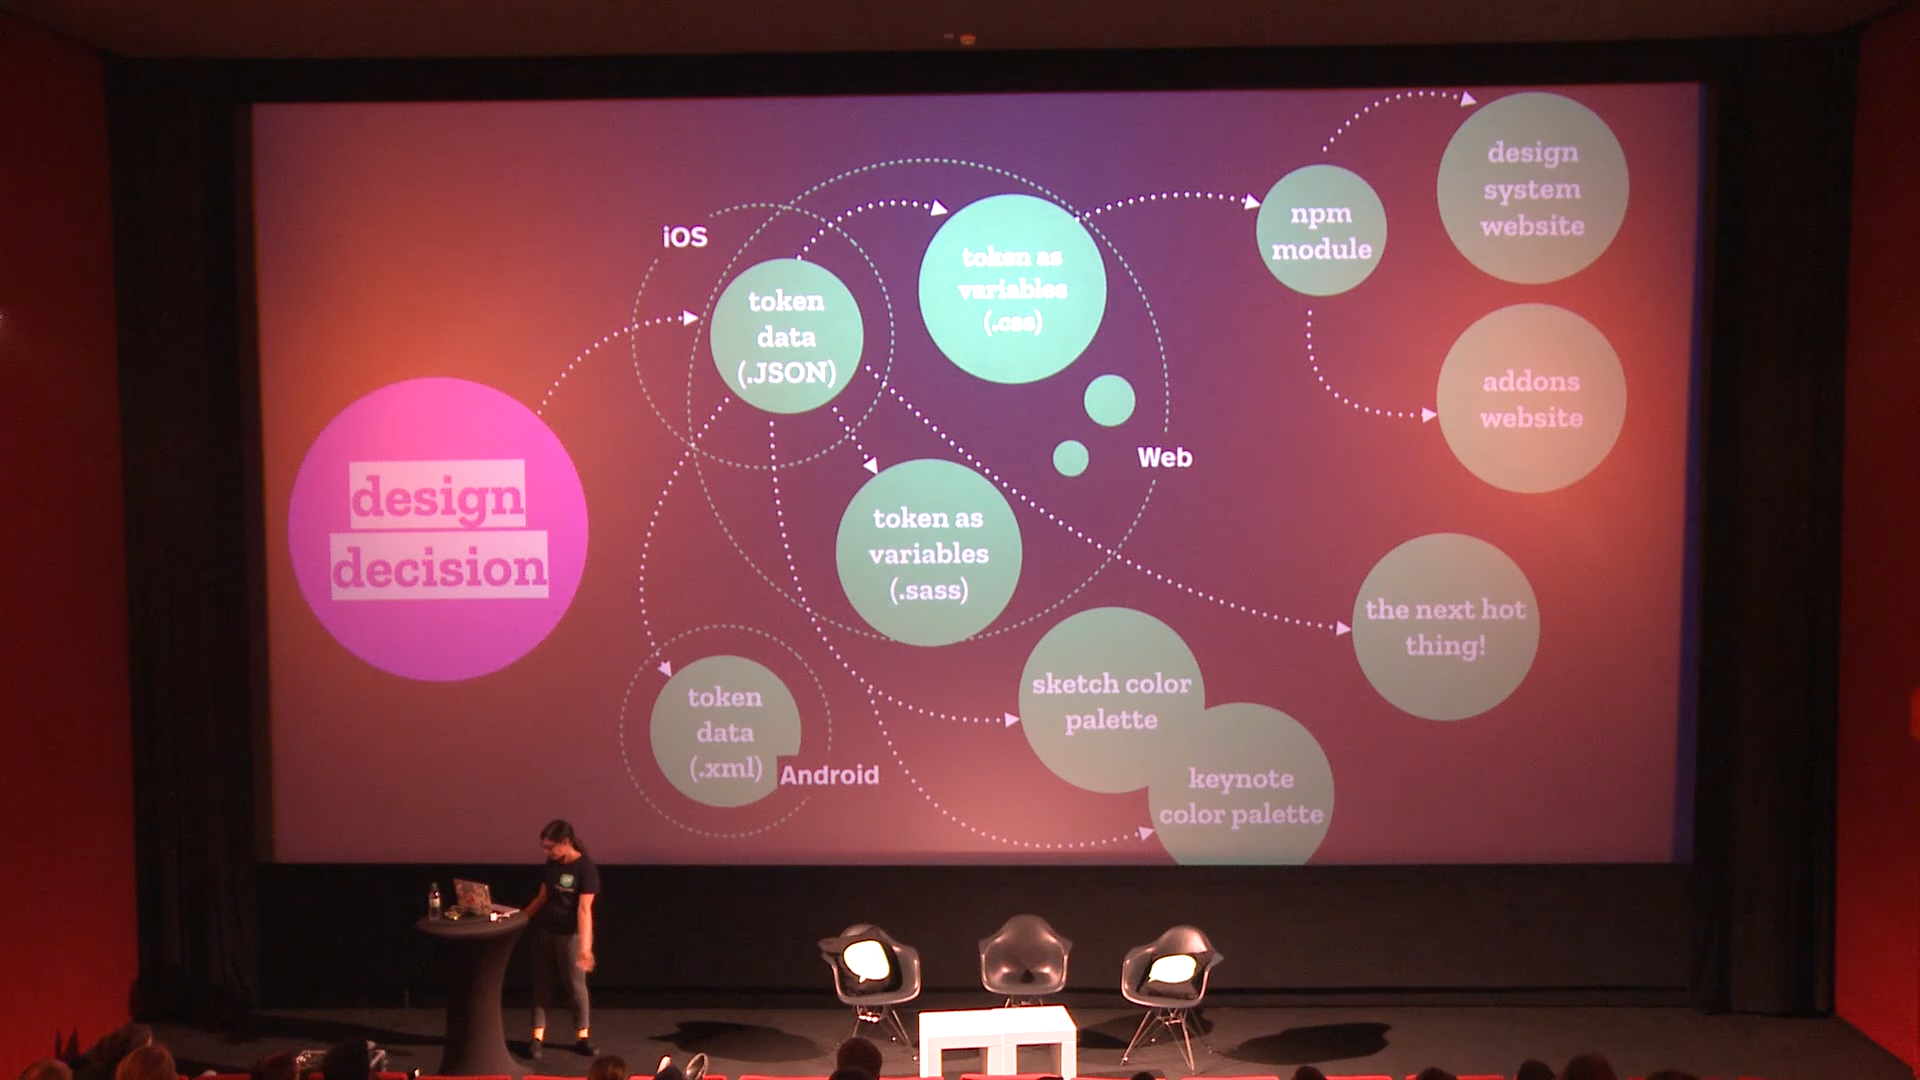 design
decision
iOS
token
data
(.JSON)
token as
variables
(.css)
Web
token as
variables
(.sass)
token
data
(.xml)
Android
npm
module
design
system
website
addons
website
the next hot
thing!
sketch color
palette
keynote
color palette